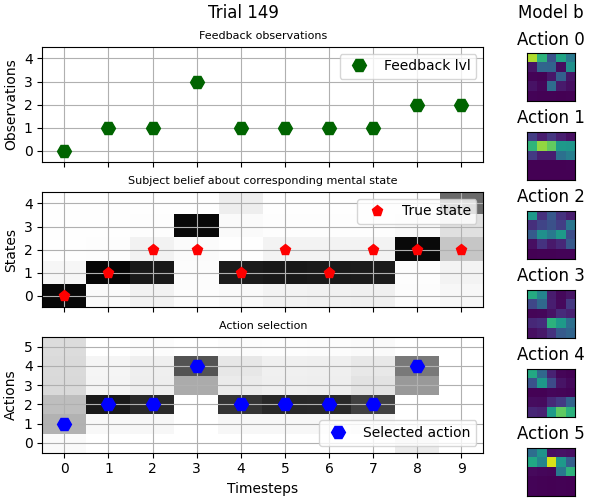 Trial 149
Model b
Feedback observations
Observations
4
3
2
1
0
Feedback lvl
Subject belief about corresponding mental state
States
4
3
2
1
0
True state
Action selection
Actions
5
4
3
2
1
0
Selected action
0 1 2 3 4 5 6 7 8 9
Timesteps
Action 0
Action 1
Action 2
Action 3
Action 4
Action 5